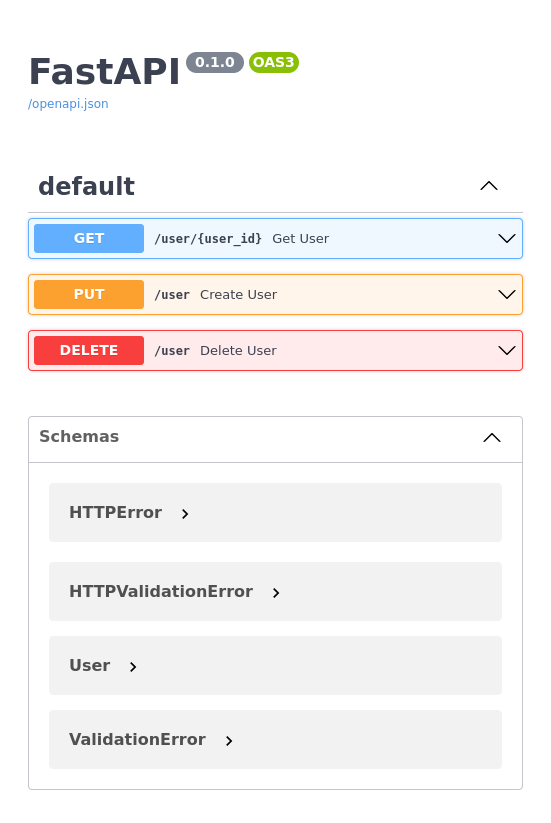 FastAPI 0.1.0 OAS3
/openapi.json
default
GET /user/{user_id} Get User
PUT /user Create User
DELETE /user Delete User
Schemas
HTTPError
HTTPValidationError
User
ValidationError